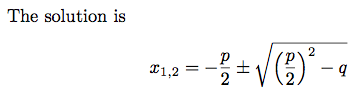 The solution is
x_{1,2} = -\frac{p}{2} \pm \sqrt{\left(\frac{p}{2}\right)^2 - q}